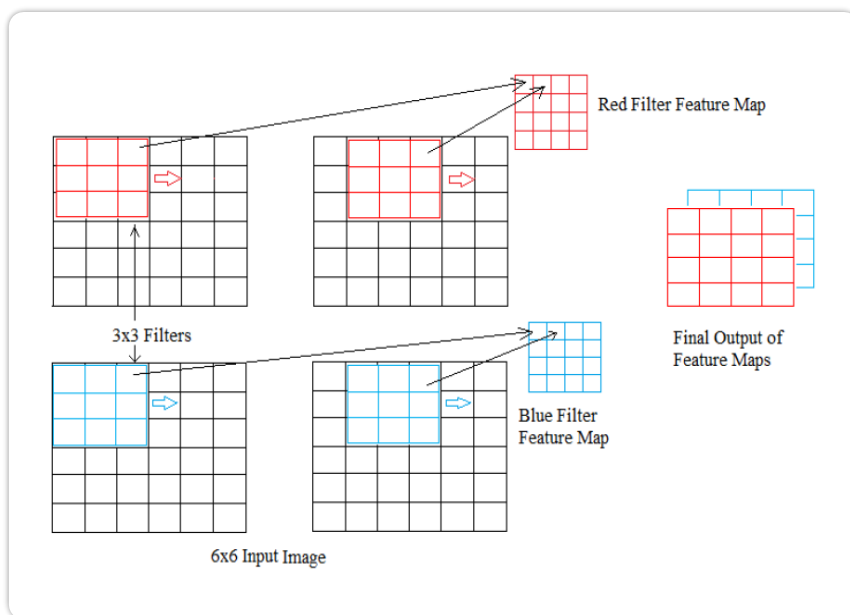 Red Filter Feature Map
3x3 Filters
Final Output of
Feature Maps
Blue Filter
Feature Map
6x6 Input Image